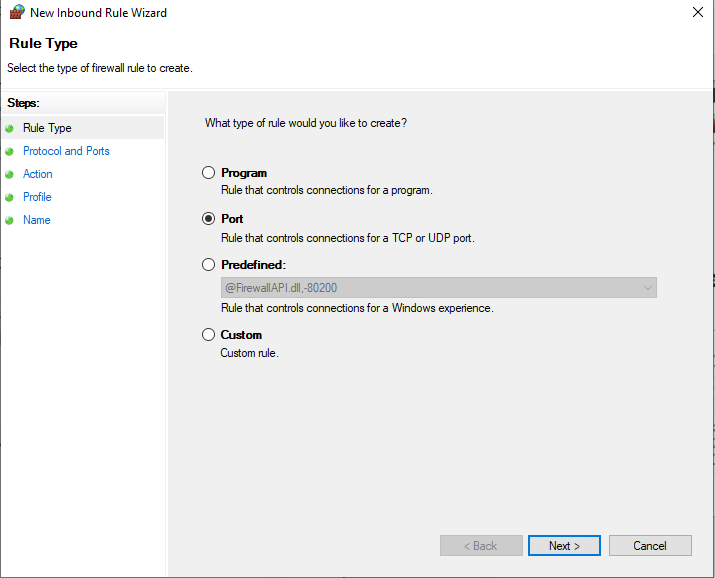 New Inbound Rule Wizard
Rule Type
Select the type of firewall rule to create.
Steps:
Rule Type
Protocol and Ports
Action
Profile
Name
What type of rule would you like to create?
Program
Rule that controls connections for a program.
Port
Rule that controls connections for a TCP or UDP port.
Predefined:
@FirewallAPI.dll,-80200
Rule that controls connections for a Windows experience.
Custom
Custom rule.
< Back
Next >
Cancel